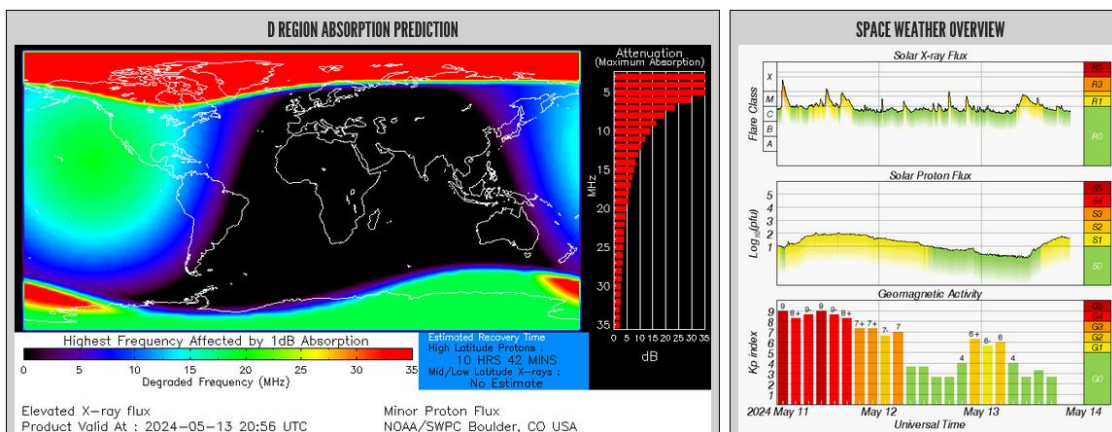 D REGION ABSORPTION PREDICTION
Attenuation
(Maximum Absorption)
5
10
15
20
25
30
35
MHz
0 5 10 15 20 25 30 35
dB
Highest Frequency Affected by 1dB Absorption
0 5 10 15 20 25 30 35
Degraded Frequency (MHz)
Estimated Recovery Time
High Latitude Protons :
10 HRS 42 MINS
Mid/Low Latitude X-rays :
No Estimate
Elevated X-ray flux
Product Valid At : 2024-05-13 20:56 UTC
Minor Proton Flux
NOAA/SWPC Boulder, CO USA
SPACE WEATHER OVERVIEW
Solar X-ray Flux
Flare Class
X
M
C
B
A
R5
R3
R1
R0
Solar Proton Flux
Log10(pfu)
5
4
3
2
1
S5
S4
S3
S2
S1
S0
Geomagnetic Activity
Kp index
9
8
7
6
5
4
3
2
1
0
9 8+ 9- 9 9- 8+ 7+ 7+ 7- 7 4 6+ 6- 6 4
G5
G4
G3
G2
G1
G0
2024 May 11 May 12 May 13 May 14
Universal Time